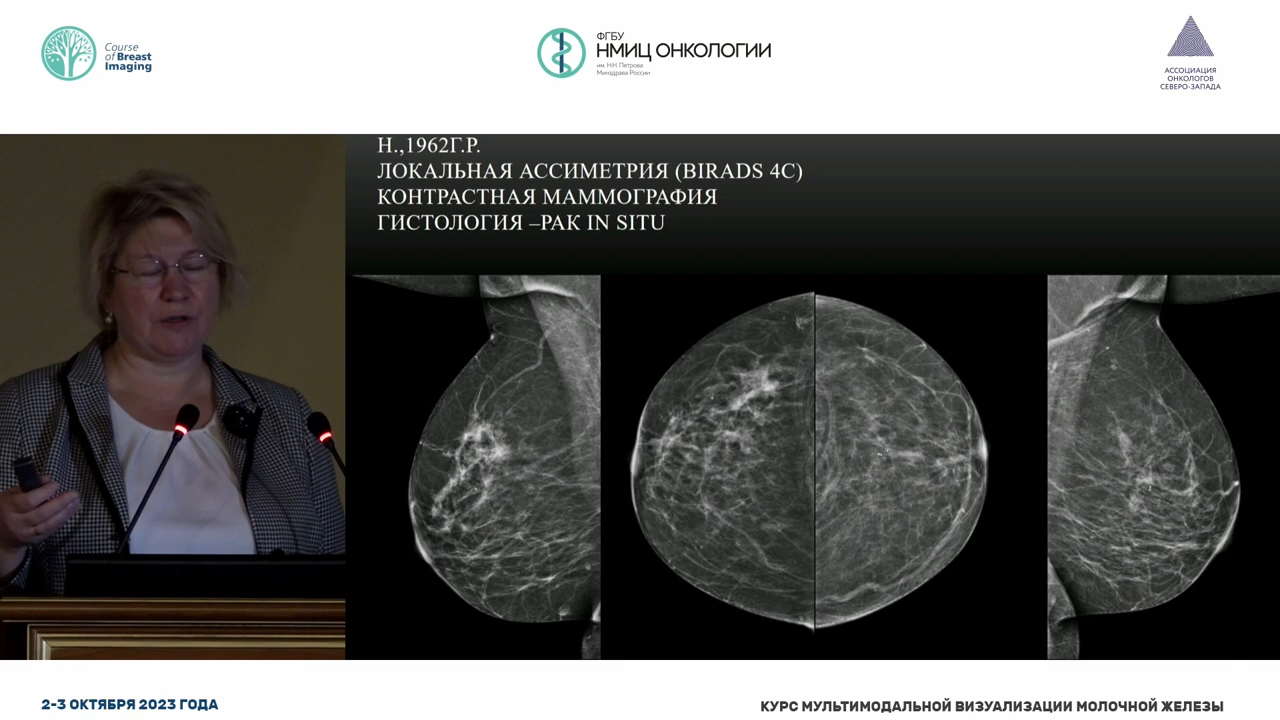 Course
of Breast
Imaging
ФГБУ
НМИЦ ОНКОЛОГИИ
им. Н.Н. Петрова
Минздрава России
АССОЦИАЦИЯ
ОНКОЛОГОВ
СЕВЕРО-ЗАПАДА
Н.,1962Г.Р.
ЛОКАЛЬНАЯ АССИМЕТРИЯ (BIRADS 4C)
КОНТРАСТНАЯ МАММОГРАФИЯ
ГИСТОЛОГИЯ –РАК IN SITU
2-3 ОКТЯБРЯ 2023 ГОДА
КУРС МУЛЬТИМОДАЛЬНОЙ ВИЗУАЛИЗАЦИИ МОЛОЧНОЙ ЖЕЛЕЗЫ